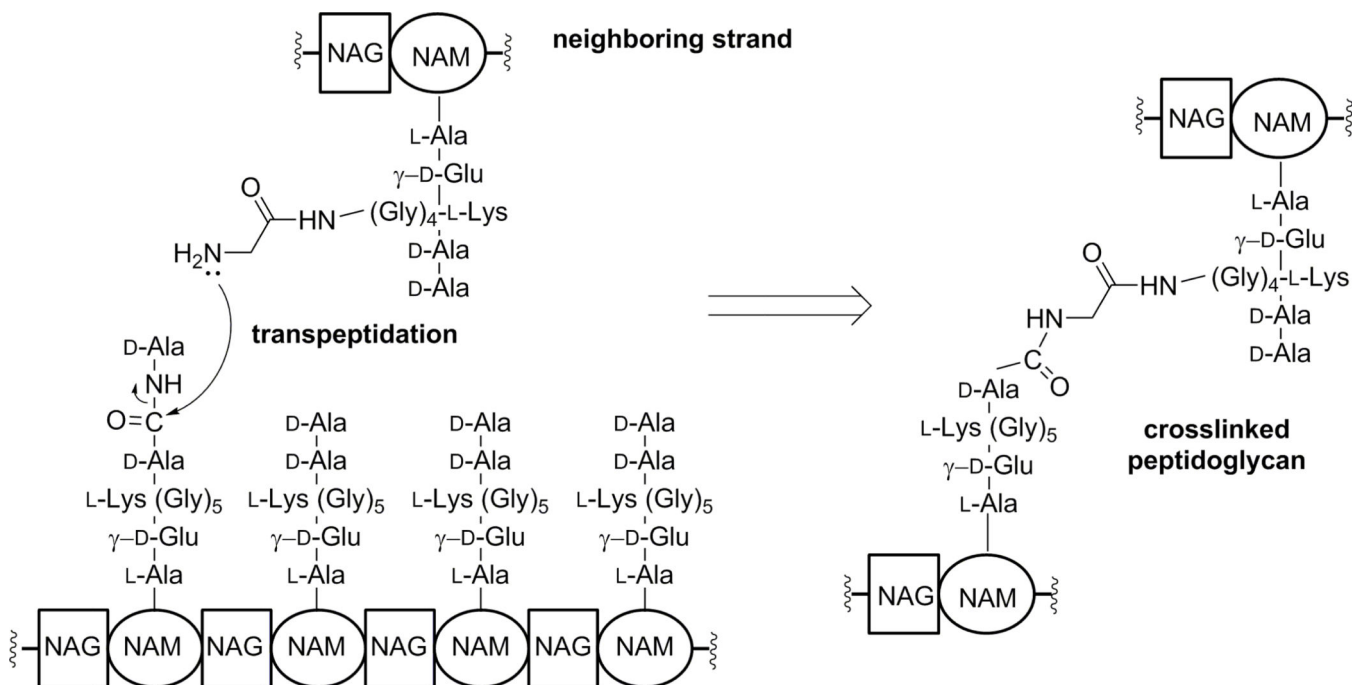 neighboring strand
NAG NAM
L-Ala
γ–D-Glu
O
HN (Gly)4-L-Lys
H2N
D-Ala
D-Ala
transpeptidation
D-Ala
NH
O=C
D-Ala
L-Lys (Gly)5
γ–D-Glu
L-Ala
D-Ala
D-Ala
L-Lys (Gly)5
γ–D-Glu
L-Ala
D-Ala
D-Ala
L-Lys (Gly)5
γ–D-Glu
L-Ala
D-Ala
D-Ala
L-Lys (Gly)5
γ–D-Glu
L-Ala
NAG NAM NAG NAM NAG NAM NAG NAM
NAG NAM
L-Ala
γ–D-Glu
O
HN (Gly)4-L-Lys
HN
D-Ala
D-Ala
C
O
D-Ala
L-Lys (Gly)5
γ–D-Glu
L-Ala
NAG NAM
crosslinked
peptidoglycan